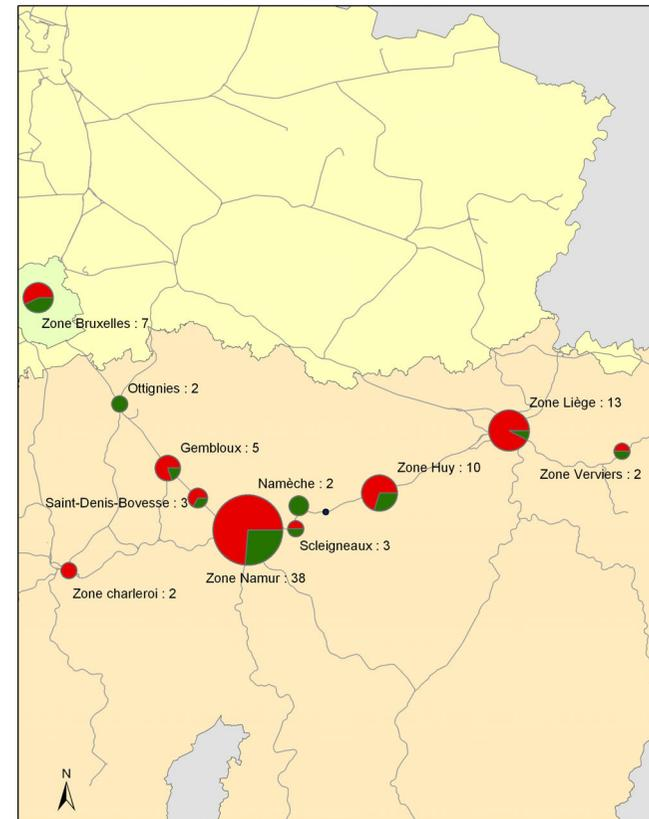 Zone Bruxelles : 7
Ottignies : 2
Zone Liège : 13
Gembloux : 5
Zone Huy : 10
Zone Verviers : 2
Namèche : 2
Saint-Denis-Bovesse : 3
Scleigneaux : 3
Zone Namur : 38
Zone charleroi : 2
N